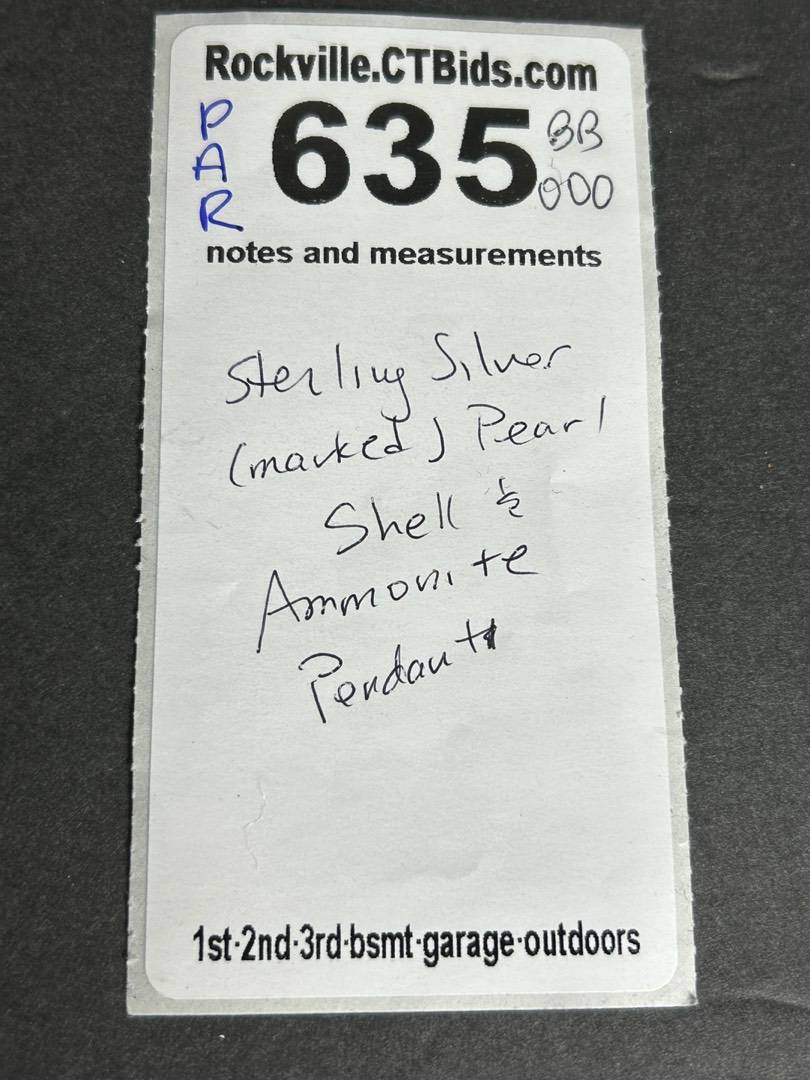 Rockville.CTBids.com
PAR
635
BB
000
notes and measurements
Sterling Silver
(marked) Pearl
Shell &
Ammonite
Pendant
1st·2nd·3rd·bsmt·garage·outdoors